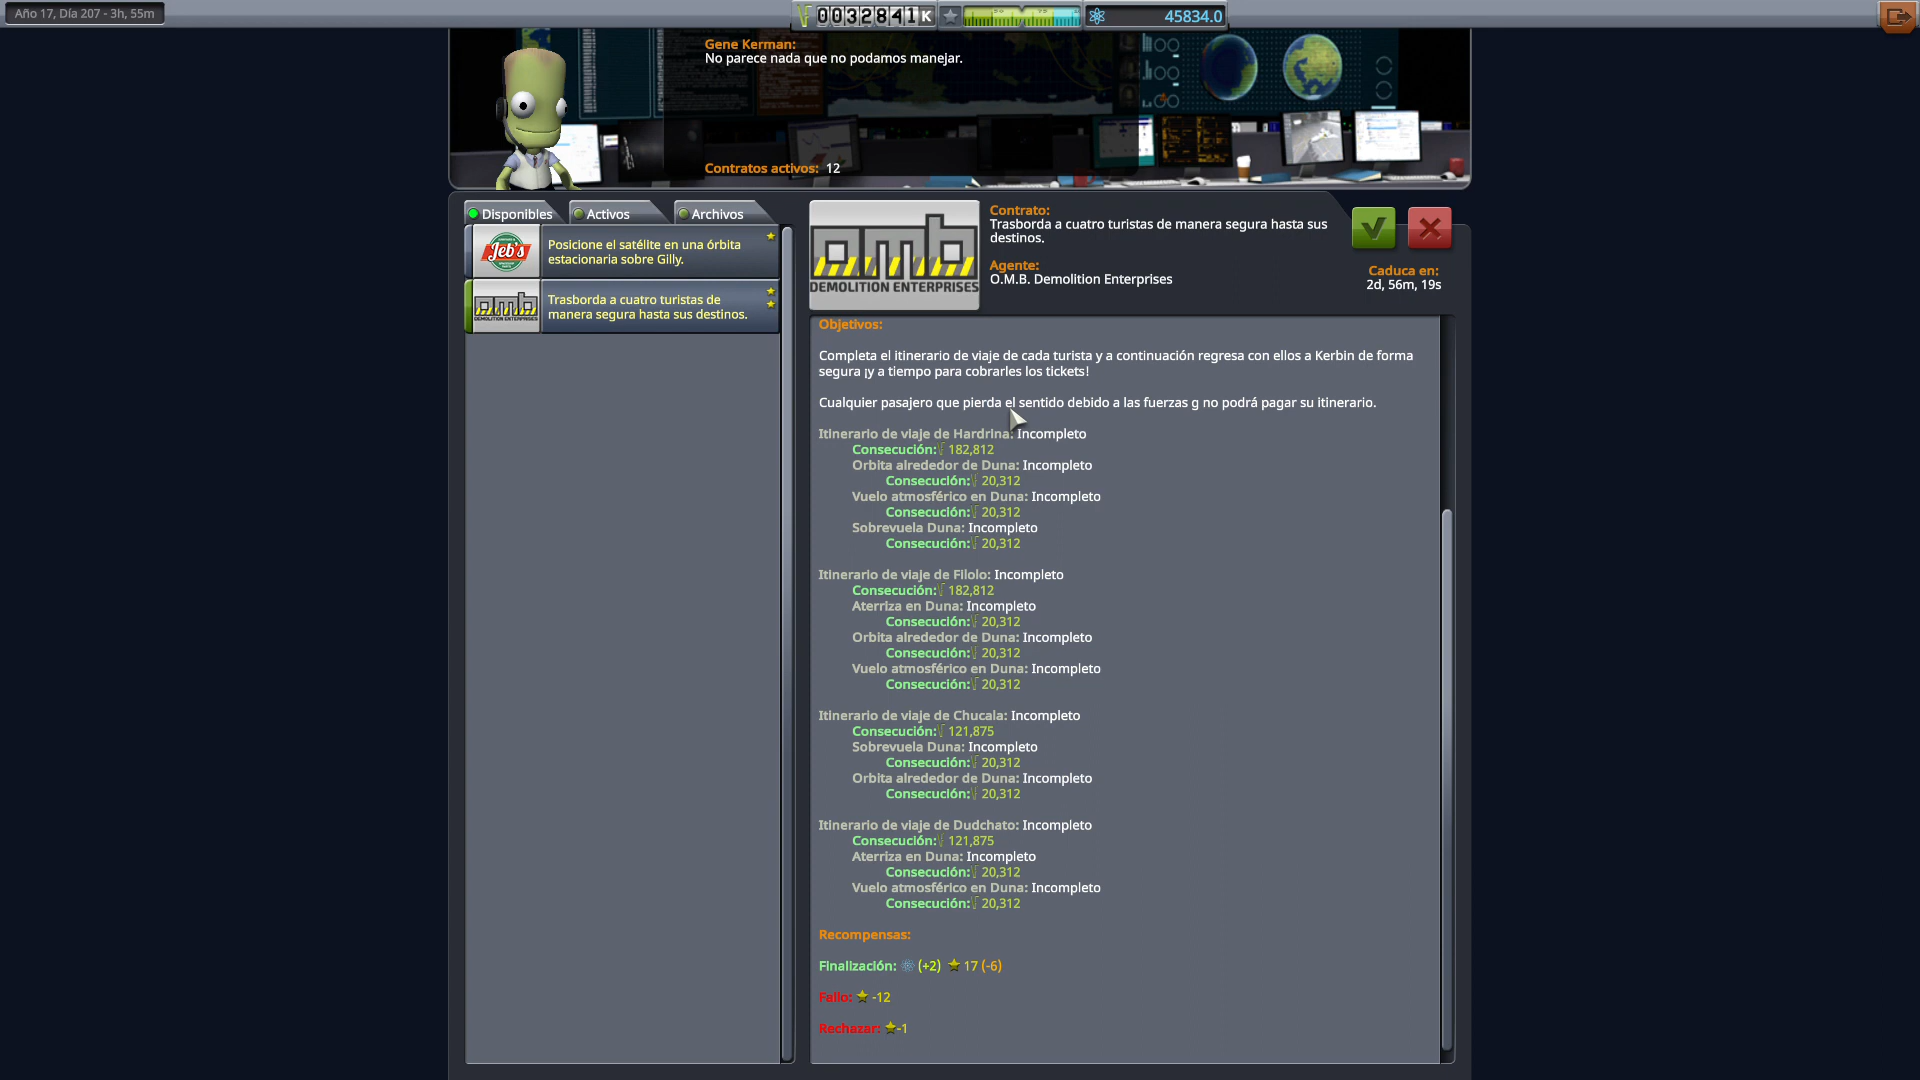 Año 17, Día 207 - 3h, 55m
0032841K
45834.0
Gene Kerman:
No parece nada que no podamos manejar.
Contratos activos: 12
Disponibles
Activos
Archivos
Jeb's
Posicione el satélite en una órbita
estacionaria sobre Gilly.
omb
DEMOLITION ENTERPRISES
Trasborda a cuatro turistas de
manera segura hasta sus destinos.
omb
DEMOLITION ENTERPRISES
Contrato:
Trasborda a cuatro turistas de manera segura hasta sus
destinos.
Agente:
O.M.B. Demolition Enterprises
Caduca en:
2d, 56m, 19s
Objetivos:
Completa el itinerario de viaje de cada turista y a continuación regresa con ellos a Kerbin de forma
segura ¡y a tiempo para cobrarles los tickets!
Cualquier pasajero que pierda el sentido debido a las fuerzas g no podrá pagar su itinerario.
Itinerario de viaje de Hardrina: Incompleto
Consecución: 182,812
Orbita alrededor de Duna: Incompleto
Consecución: 20,312
Vuelo atmosférico en Duna: Incompleto
Consecución: 20,312
Sobrevuela Duna: Incompleto
Consecución: 20,312
Itinerario de viaje de Filolo: Incompleto
Consecución: 182,812
Aterriza en Duna: Incompleto
Consecución: 20,312
Orbita alrededor de Duna: Incompleto
Consecución: 20,312
Vuelo atmosférico en Duna: Incompleto
Consecución: 20,312
Itinerario de viaje de Chucala: Incompleto
Consecución: 121,875
Sobrevuela Duna: Incompleto
Consecución: 20,312
Orbita alrededor de Duna: Incompleto
Consecución: 20,312
Itinerario de viaje de Dudchato: Incompleto
Consecución: 121,875
Aterriza en Duna: Incompleto
Consecución: 20,312
Vuelo atmosférico en Duna: Incompleto
Consecución: 20,312
Recompensas:
Finalización: (+2) 17 (-6)
Fallo: -12
Rechazar: -1